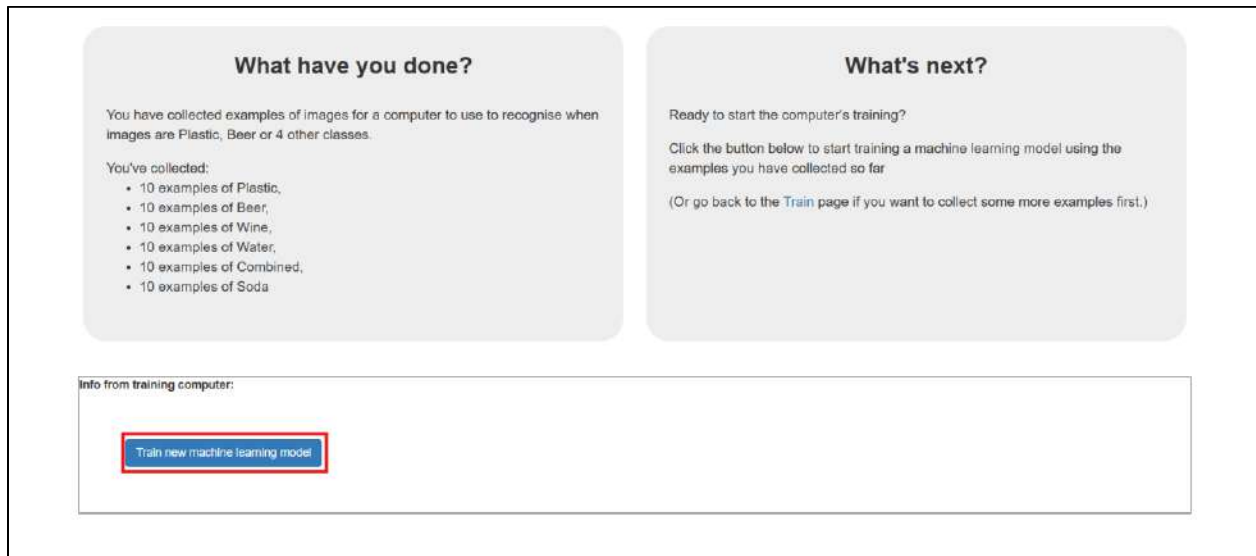 What have you done?
You have collected examples of images for a computer to use to recognise when
images are Plastic, Beer or 4 other classes.
You've collected:
• 10 examples of Plastic,
• 10 examples of Beer,
• 10 examples of Wine,
• 10 examples of Water,
• 10 examples of Combined,
• 10 examples of Soda
What's next?
Ready to start the computer's training?
Click the button below to start training a machine learning model using the
examples you have collected so far
(Or go back to the Train page if you want to collect some more examples first.)
Info from training computer:
Train new machine learning model